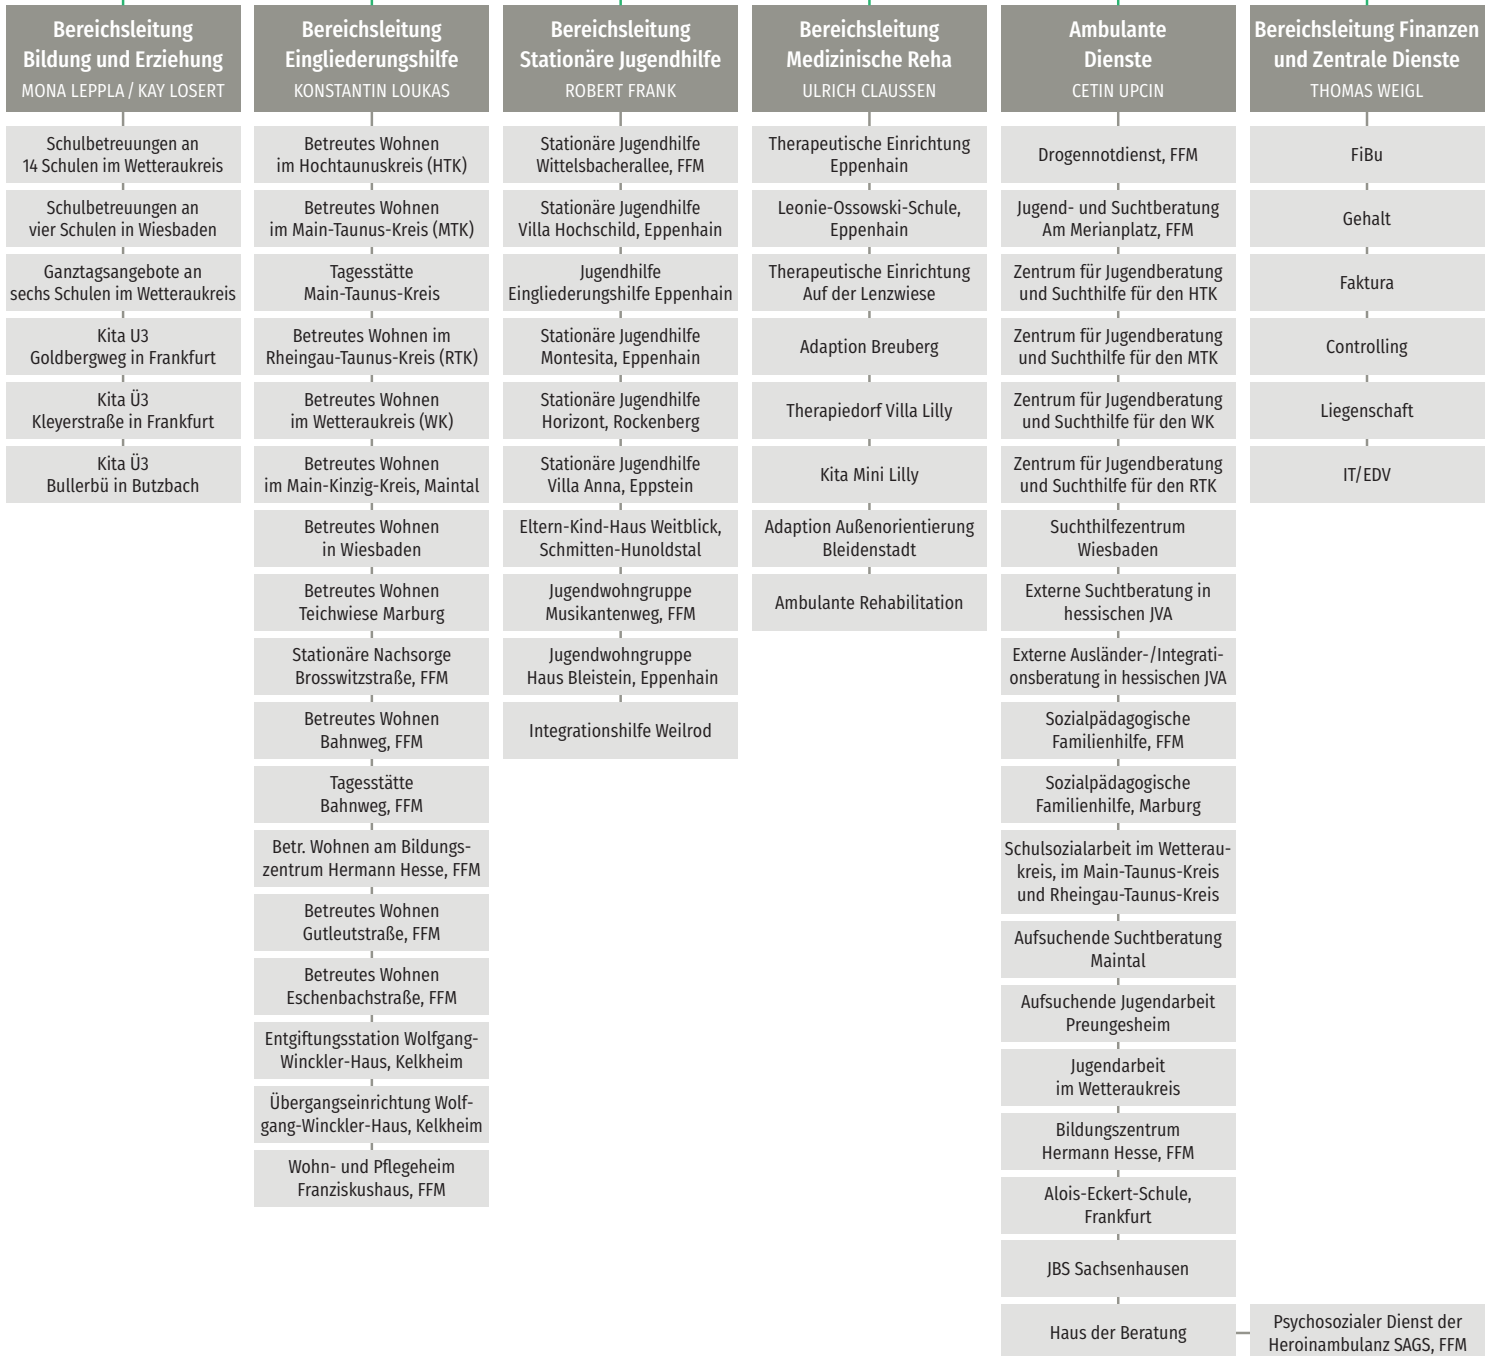 Bereichsleitung
Bildung und Erziehung
MONA LEPPLA / KAY LOSERT
Schulbetreuungen an
14 Schulen im Wetteraukreis
Schulbetreuungen an
vier Schulen in Wiesbaden
Ganztagsangebote an
sechs Schulen im Wetteraukreis
Kita U3
Goldbergweg in Frankfurt
Kita Ü3
Kleyerstraße in Frankfurt
Kita Ü3
Bullerbü in Butzbach
Bereichsleitung
Eingliederungshilfe
KONSTANTIN LOUKAS
Betreutes Wohnen
im Hochtaunuskreis (HTK)
Betreutes Wohnen
im Main-Taunus-Kreis (MTK)
Tagesstätte
Main-Taunus-Kreis
Betreutes Wohnen im
Rheingau-Taunus-Kreis (RTK)
Betreutes Wohnen
im Wetteraukreis (WK)
Betreutes Wohnen
im Main-Kinzig-Kreis, Maintal
Betreutes Wohnen
in Wiesbaden
Betreutes Wohnen
Teichwiese Marburg
Stationäre Nachsorge
Brosswitzstraße, FFM
Betreutes Wohnen
Bahnweg, FFM
Tagesstätte
Bahnweg, FFM
Betr. Wohnen am Bildungs-
zentrum Hermann Hesse, FFM
Betreutes Wohnen
Gutleutstraße, FFM
Betreutes Wohnen
Eschenbachstraße, FFM
Entgiftungsstation Wolfgang-
Winckler-Haus, Kelkheim
Übergangseinrichtung Wolf-
gang-Winckler-Haus, Kelkheim
Wohn- und Pflegeheim
Franziskushaus, FFM
Bereichsleitung
Stationäre Jugendhilfe
ROBERT FRANK
Stationäre Jugendhilfe
Wittelsbacherallee, FFM
Stationäre Jugendhilfe
Villa Hochschild, Eppenhain
Jugendhilfe
Eingliederungshilfe Eppenhain
Stationäre Jugendhilfe
Montesita, Eppenhain
Stationäre Jugendhilfe
Horizont, Rockenberg
Stationäre Jugendhilfe
Villa Anna, Eppstein
Eltern-Kind-Haus Weitblick,
Schmitten-Hunoldstal
Jugendwohngruppe
Musikantenweg, FFM
Jugendwohngruppe
Haus Bleistein, Eppenhain
Integrationshilfe Weilrod
Bereichsleitung
Medizinische Reha
ULRICH CLAUSSEN
Therapeutische Einrichtung
Eppenhain
Leonie-Ossowski-Schule,
Eppenhain
Therapeutische Einrichtung
Auf der Lenzwiese
Adaption Breuberg
Therapiedorf Villa Lilly
Kita Mini Lilly
Adaption Außenorientierung
Bleidenstadt
Ambulante Rehabilitation
Ambulante
Dienste
CETIN UPCIN
Drogennotdienst, FFM
Jugend- und Suchtberatung
Am Merianplatz, FFM
Zentrum für Jugendberatung
und Suchthilfe für den HTK
Zentrum für Jugendberatung
und Suchthilfe für den MTK
Zentrum für Jugendberatung
und Suchthilfe für den WK
Zentrum für Jugendberatung
und Suchthilfe für den RTK
Suchthilfezentrum
Wiesbaden
Externe Suchtberatung in
hessischen JVA
Externe Ausländer-/Integrati-
onsberatung in hessischen JVA
Sozialpädagogische
Familienhilfe, FFM
Sozialpädagogische
Familienhilfe, Marburg
Schulsozialarbeit im Wetterau-
kreis, im Main-Taunus-Kreis
und Rheingau-Taunus-Kreis
Aufsuchende Suchtberatung
Maintal
Aufsuchende Jugendarbeit
Preungesheim
Jugendarbeit
im Wetteraukreis
Bildungszentrum
Hermann Hesse, FFM
Alois-Eckert-Schule,
Frankfurt
JBS Sachsenhausen
Haus der Beratung
Bereichsleitung Finanzen
und Zentrale Dienste
THOMAS WEIGL
FiBu
Gehalt
Faktura
Controlling
Liegenschaft
IT/EDV
Psychosozialer Dienst der
Heroinambulanz SAGS, FFM